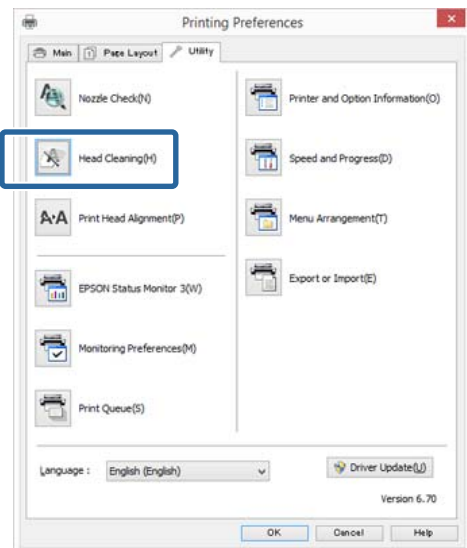 Printing Preferences
Main Page Layout Utility
Nozzle Check(N)
Printer and Option Information(O)
Head Cleaning(H)
Speed and Progress(D)
A·A Print Head Alignment(P)
Menu Arrangement(T)
EPSON Status Monitor 3(W)
Export or Import(E)
Monitoring Preferences(M)
Print Queue(S)
Language : English (English)
Driver Update(U)
Version 6.70
OK Cancel Help